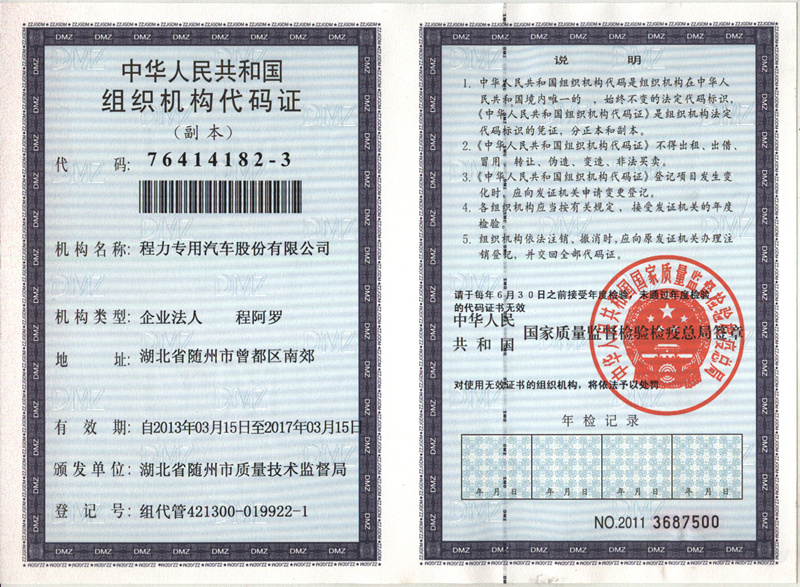 中华人民共和国
组织机构代码证
（副本）
代 码: 76414182-3
机构名称: 程力专用汽车股份有限公司
机构类型: 企业法人 程阿罗
地 址: 湖北省随州市曾都区南郊
有 效 期: 自2013年03月15日至2017年03月15日
颁发单位: 湖北省随州市质量技术监督局
登 记 号: 组代管421300-019922-1
说 明
1. 中华人民共和国组织机构代码是组织机构在中华人
民共和国境内唯一的，始终不变的法定代码标识，
《中华人民共和国组织机构代码证》是组织机构法定
代码标识的凭证，分正本和副本。
2. 《中华人民共和国组织机构代码证》不得出租、出借、
冒用、转让、伪造、变造、非法买卖。
3. 《中华人民共和国组织机构代码证》登记项目发生变
化时，应向发证机关申请变更登记。
4. 各组织机构应当按有关规定，接受发证机关的年度
检验。
5. 组织机构依法注销、撤消时，应向原发证机关办理注
销登记，并交回全部代码证。
请于每年6月30日之前接受年度检验，未通过年度检验
的代码证书无效
中华人民
共和国 国家质量监督检验检疫总局签章
中华人民共和国国家质量监督检验检疫总局
对使用无效证书的组织机构，将依法予以处罚
年检记录
年 月 日 年 月 日 年 月 日 年 月 日
NO.2011 3687500